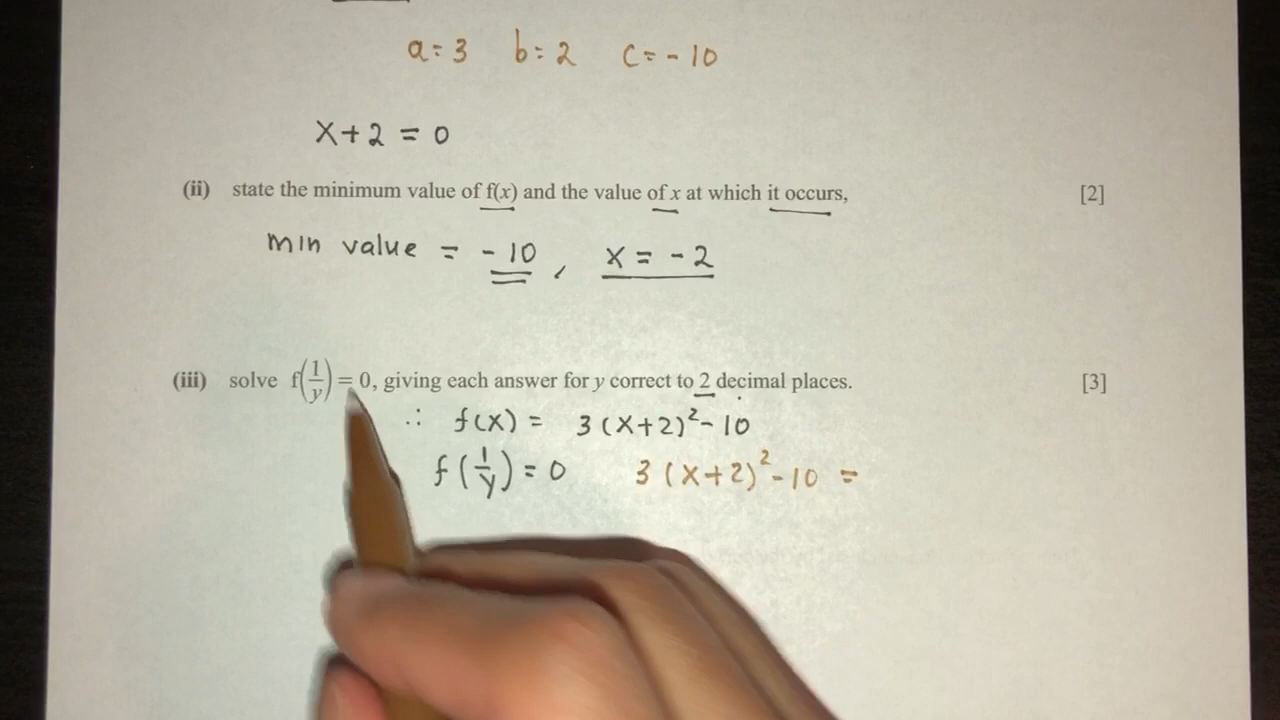 a = 3 b = 2 c = - 10
x + 2 = 0
(ii) state the minimum value of f(x) and the value of x at which it occurs, [2]
min value = - 10 , x = - 2
(iii) solve f(1/y) = 0, giving each answer for y correct to 2 decimal places. [3]
∴ f(x) = 3(x+2)² - 10
f(1/y) = 0 3(x+2)² - 10 =